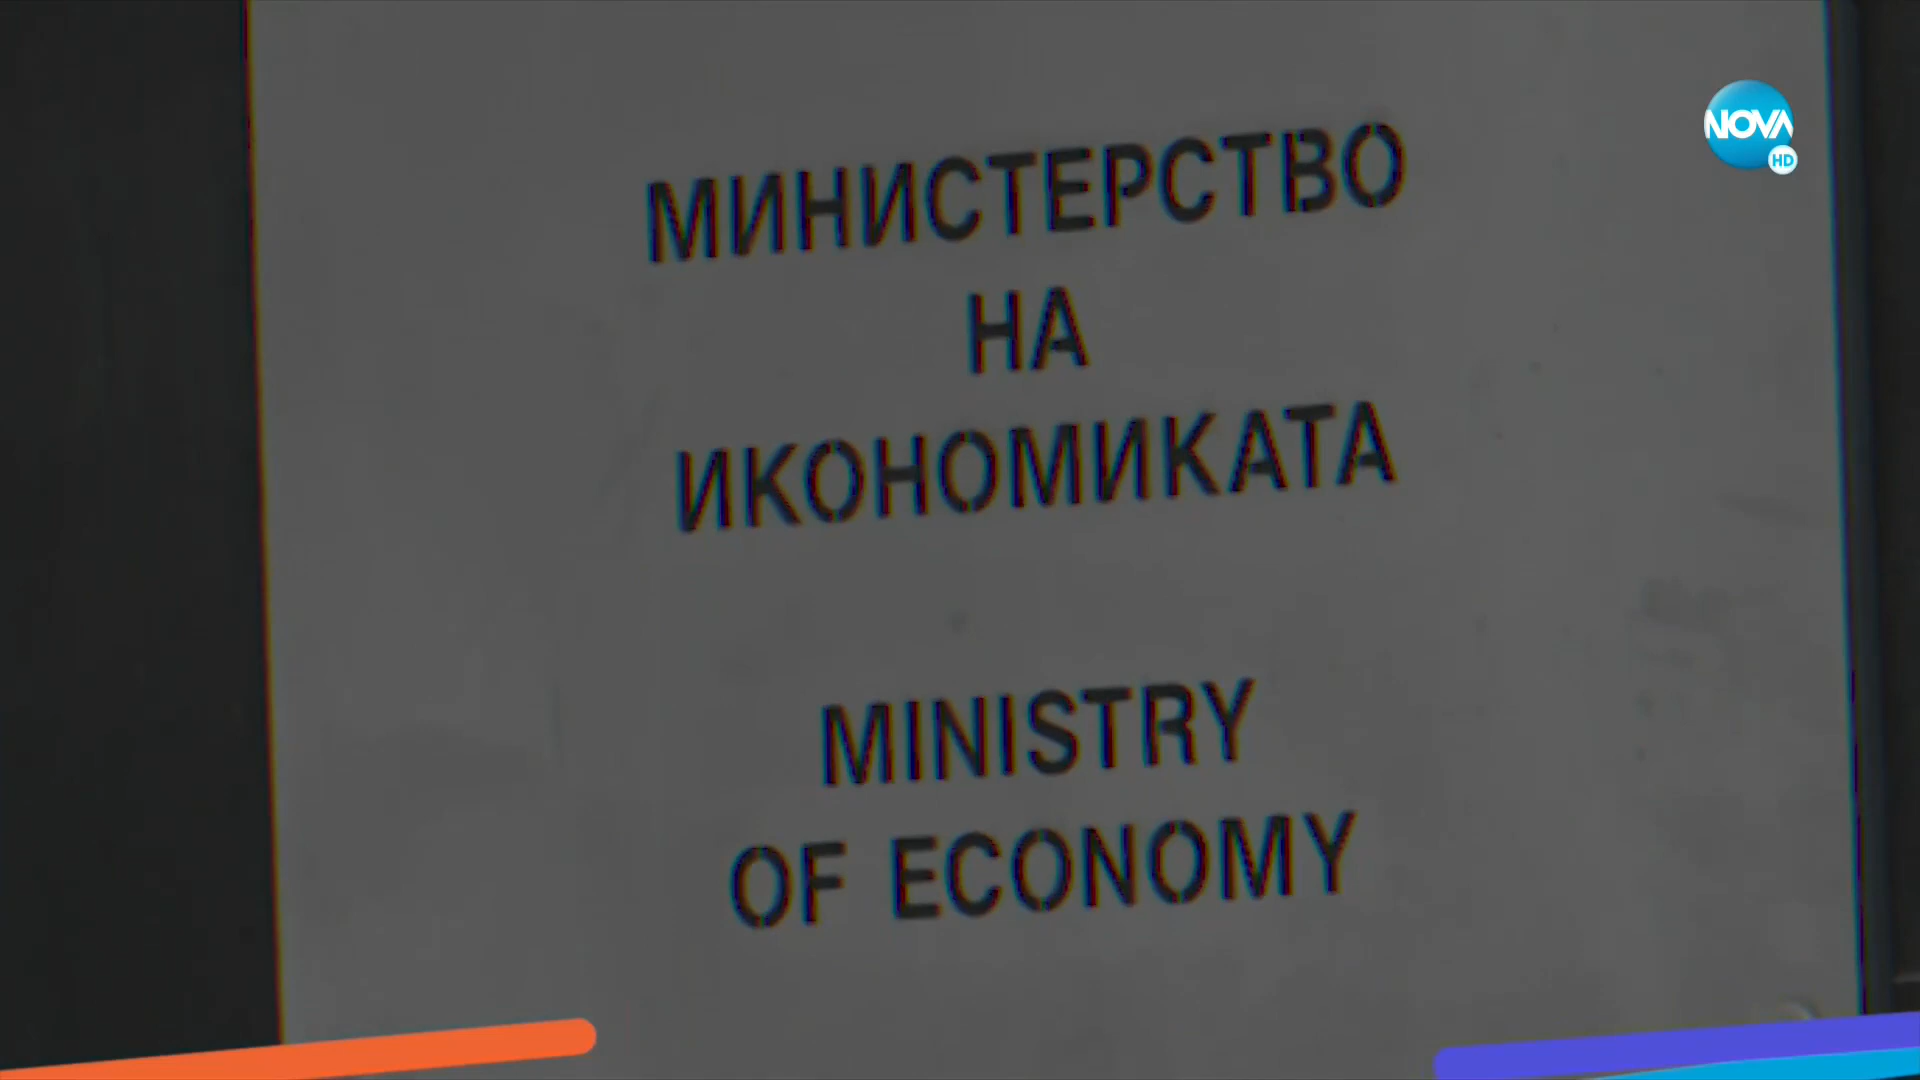 NOVA
HD
МИНИСТЕРСТВО
НА
ИКОНОМИКАТА
MINISTRY
OF ECONOMY